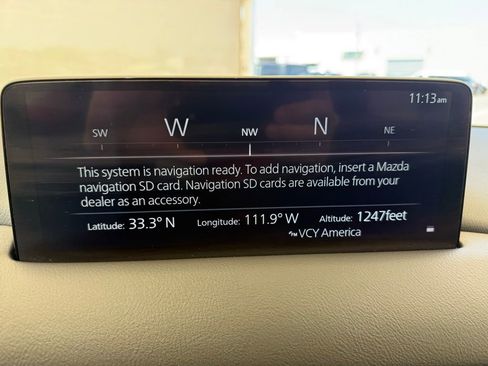 11:13am
SW W NW N NE
This system is navigation ready. To add navigation, insert a Mazda
navigation SD card. Navigation SD cards are available from your
dealer as an accessory.
Latitude: 33.3° N Longitude: 111.9° W Altitude: 1247feet
VCY America